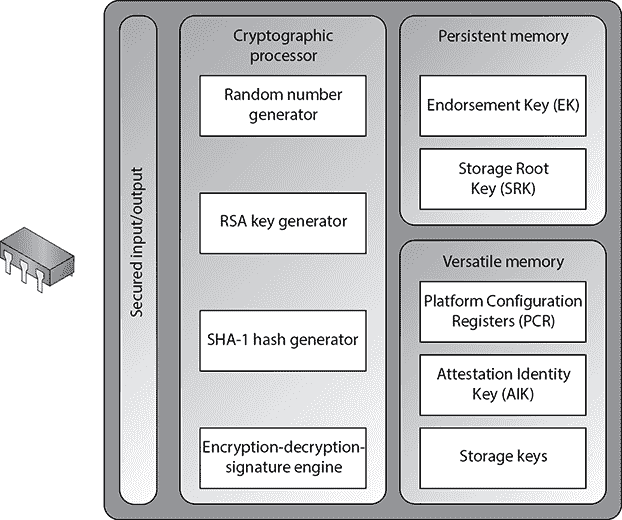 Secured input/output
Cryptographic
processor
Random number
generator
RSA key generator
SHA-1 hash generator
Encryption-decryption-
signature engine
Persistent memory
Endorsement Key (EK)
Storage Root
Key (SRK)
Versatile memory
Platform Configuration
Registers (PCR)
Attestation Identity
Key (AIK)
Storage keys